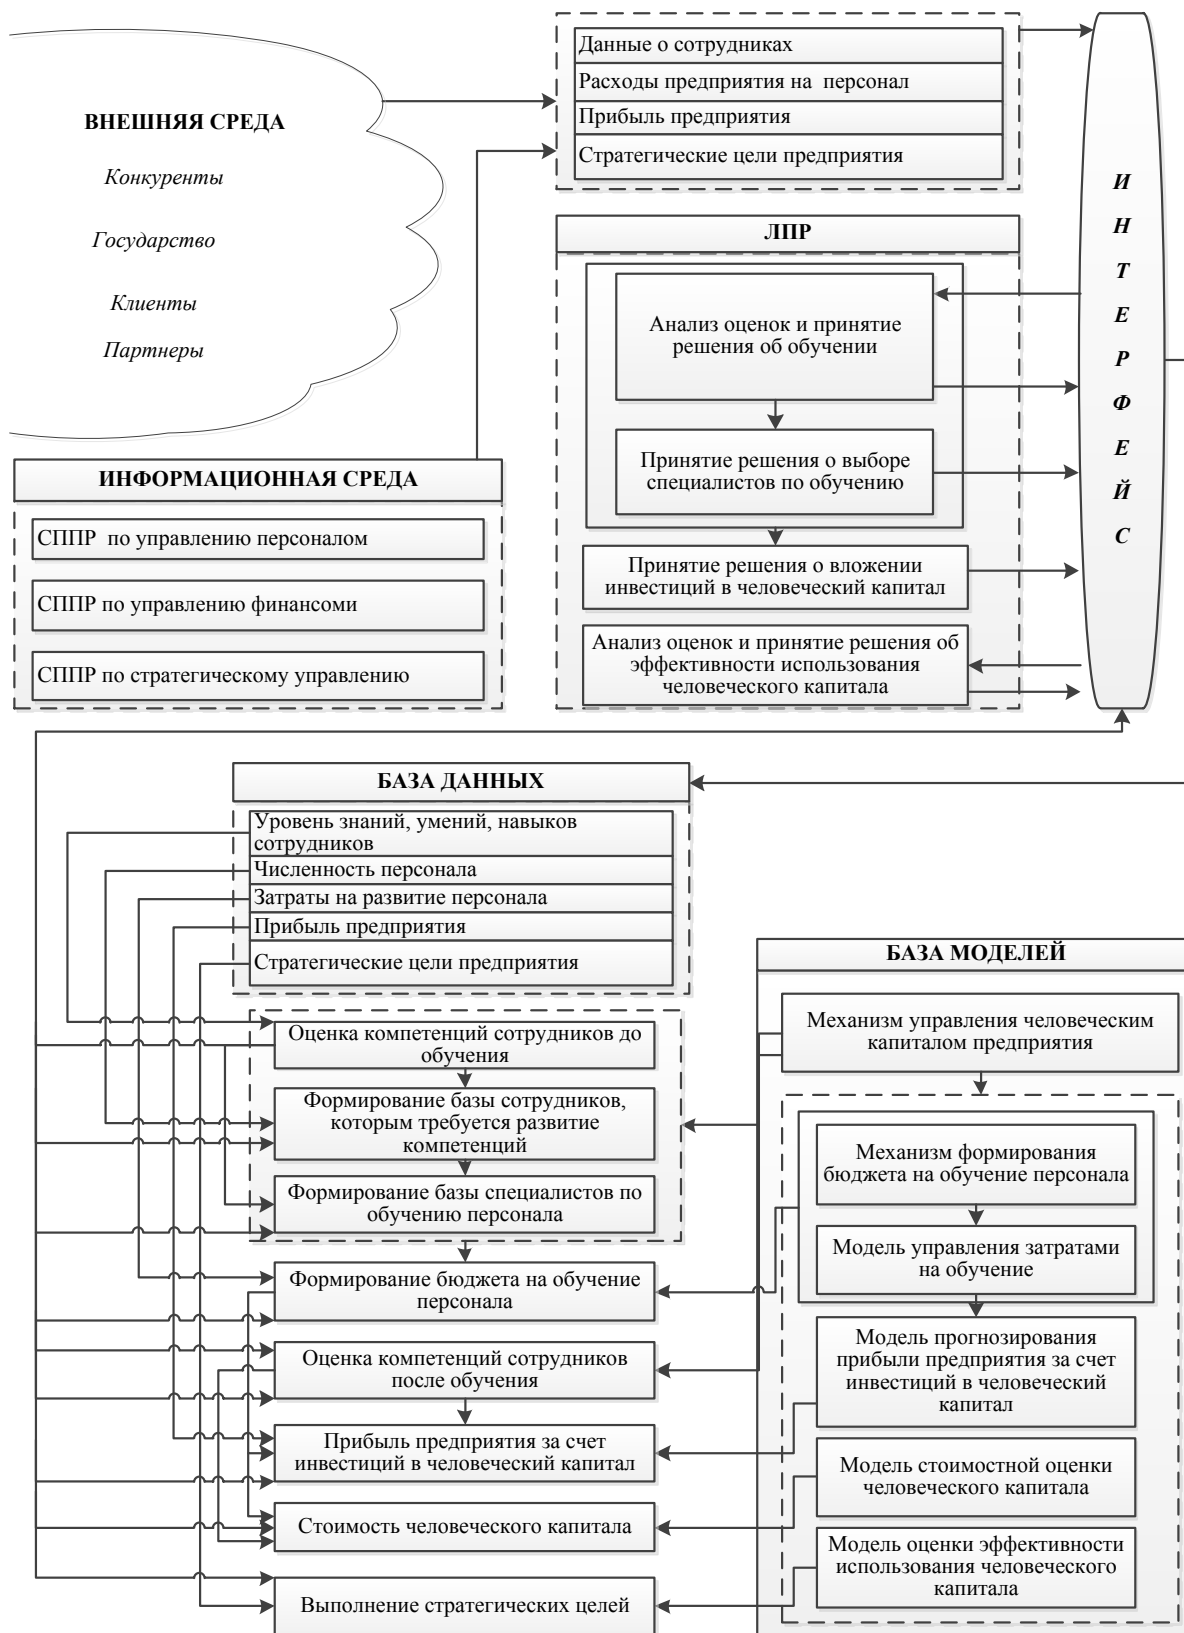 ВНЕШНЯЯ СРЕДА
Конкуренты
Государство
Клиенты
Партнеры
Данные о сотрудниках
Расходы предприятия на персонал
Прибыль предприятия
Стратегические цели предприятия
ИНТЕРФЕЙС
ЛПР
Анализ оценок и принятие
решения об обучении
Принятие решения о выборе
специалистов по обучению
Принятие решения о вложении
инвестиций в человеческий капитал
Анализ оценок и принятие решения об
эффективности использования
человеческого капитала
ИНФОРМАЦИОННАЯ СРЕДА
СППР по управлению персоналом
СППР по управлению финансоми
СППР по стратегическому управлению
БАЗА ДАННЫХ
Уровень знаний, умений, навыков
сотрудников
Численность персонала
Затраты на развитие персонала
Прибыль предприятия
Стратегические цели предприятия
Оценка компетенций сотрудников до
обучения
Формирование базы сотрудников,
которым требуется развитие
компетенций
Формирование базы специалистов по
обучению персонала
Формирование бюджета на обучение
персонала
Оценка компетенций сотрудников
после обучения
Прибыль предприятия за счет
инвестиций в человеческий капитал
Стоимость человеческого капитала
Выполнение стратегических целей
БАЗА МОДЕЛЕЙ
Механизм управления человеческим
капиталом предприятия
Механизм формирования
бюджета на обучение персонала
Модель управления затратами
на обучение
Модель прогнозирования
прибыли предприятия за счет
инвестиций в человеческий
капитал
Модель стоимостной оценки
человеческого капитала
Модель оценки эффективности
использования человеческого
капитала